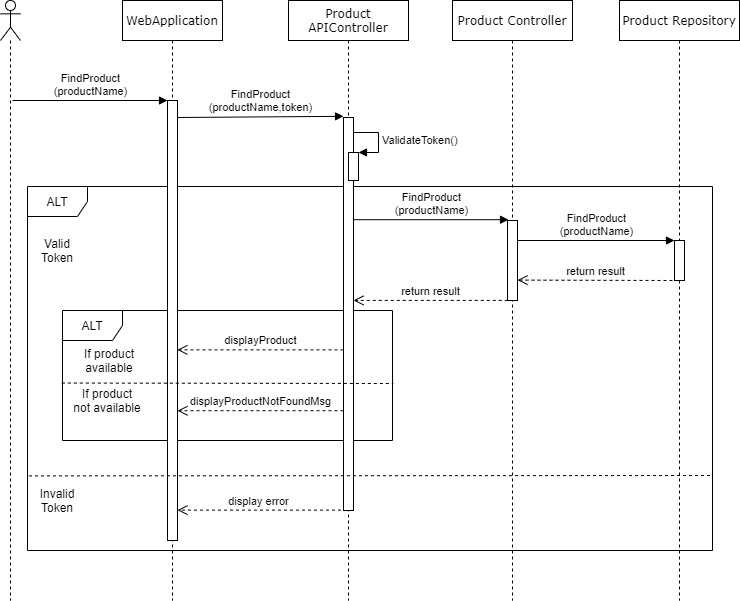 WebApplication
Product
APIController
Product Controller
Product Repository
FindProduct
(productName)
FindProduct
(productName,token)
ValidateToken()
ALT
FindProduct
(productName)
FindProduct
(productName)
Valid
Token
return result
return result
ALT
displayProduct
If product
available
If product
not available
displayProductNotFoundMsg
Invalid
Token
display error